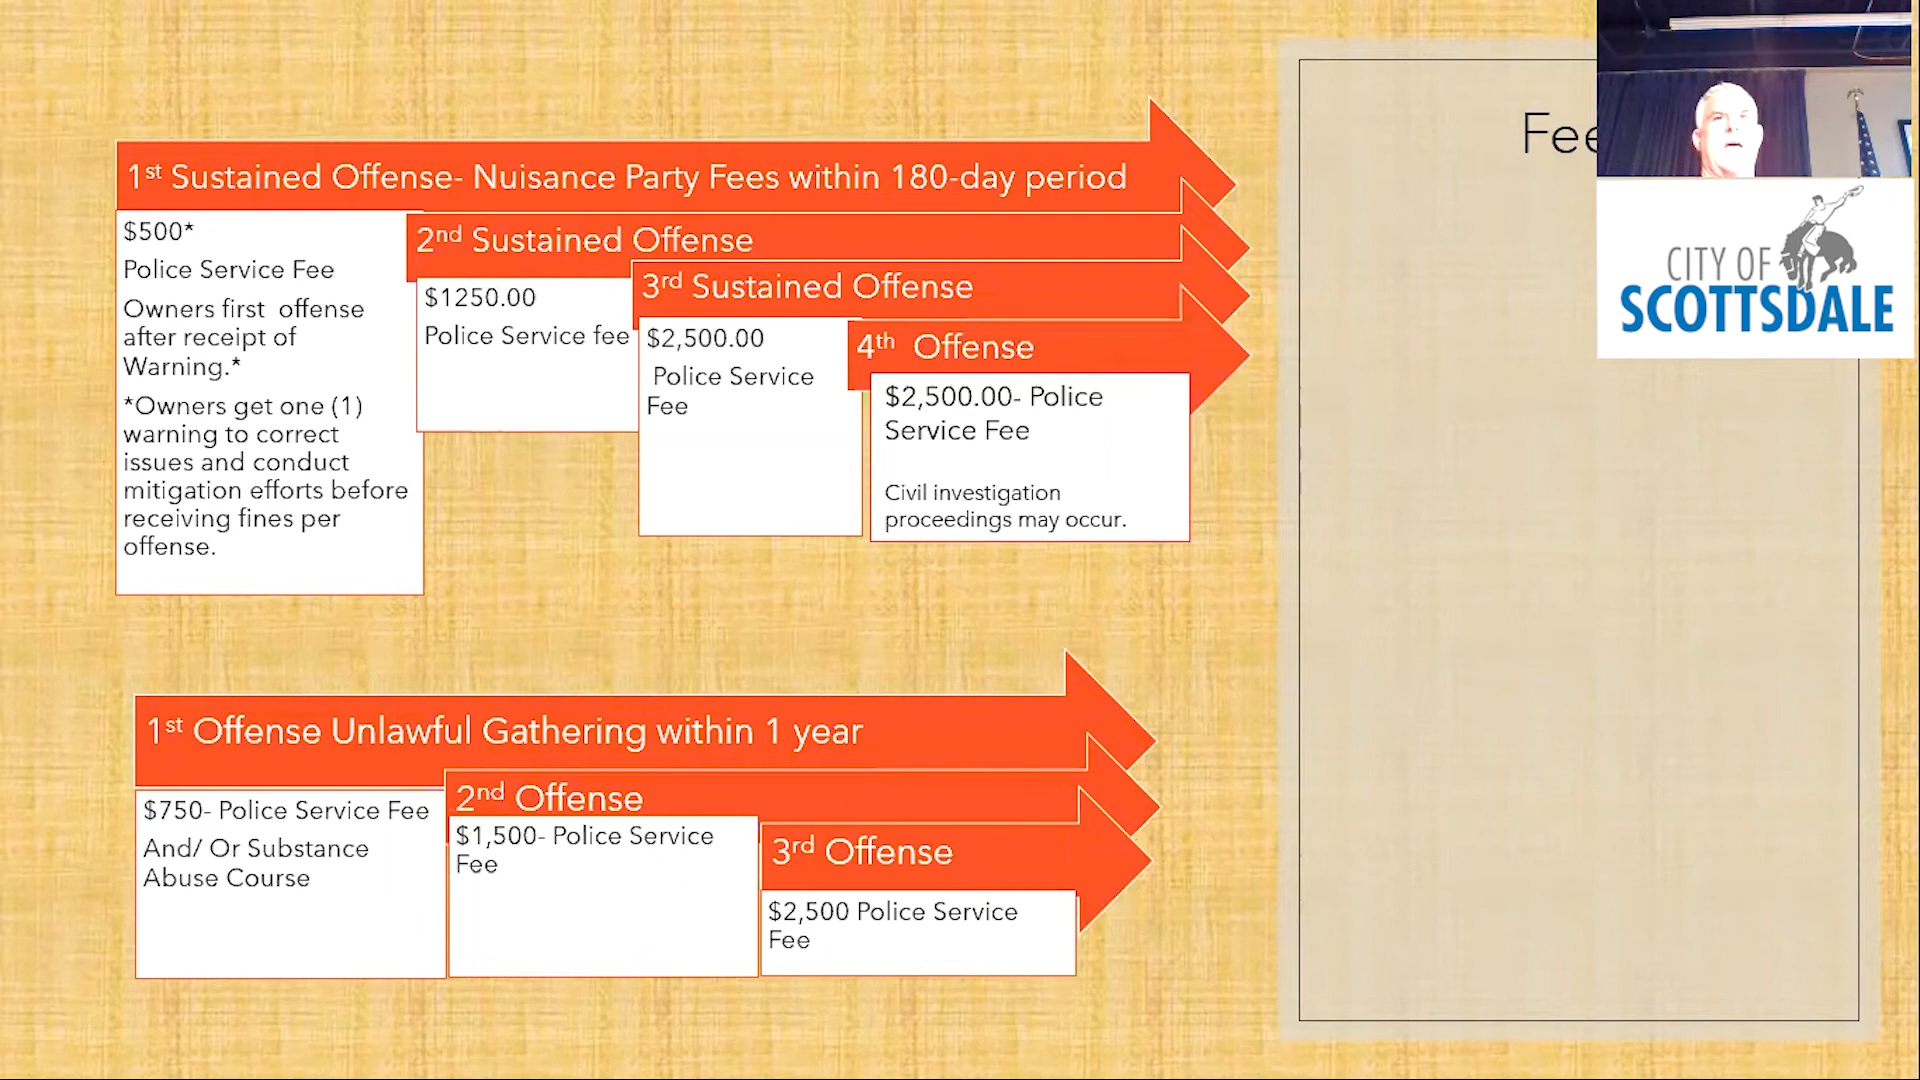 Fee
1st Sustained Offense- Nuisance Party Fees within 180-day period
$500*
Police Service Fee
Owners first offense
after receipt of
Warning.*
*Owners get one (1)
warning to correct
issues and conduct
mitigation efforts before
receiving fines per
offense.
2nd Sustained Offense
$1250.00
Police Service fee
3rd Sustained Offense
$2,500.00
Police Service
Fee
4th Offense
$2,500.00- Police
Service Fee
Civil investigation
proceedings may occur.
1st Offense Unlawful Gathering within 1 year
$750- Police Service Fee
And/ Or Substance
Abuse Course
2nd Offense
$1,500- Police Service
Fee
3rd Offense
$2,500 Police Service
Fee
CITY OF
SCOTTSDALE